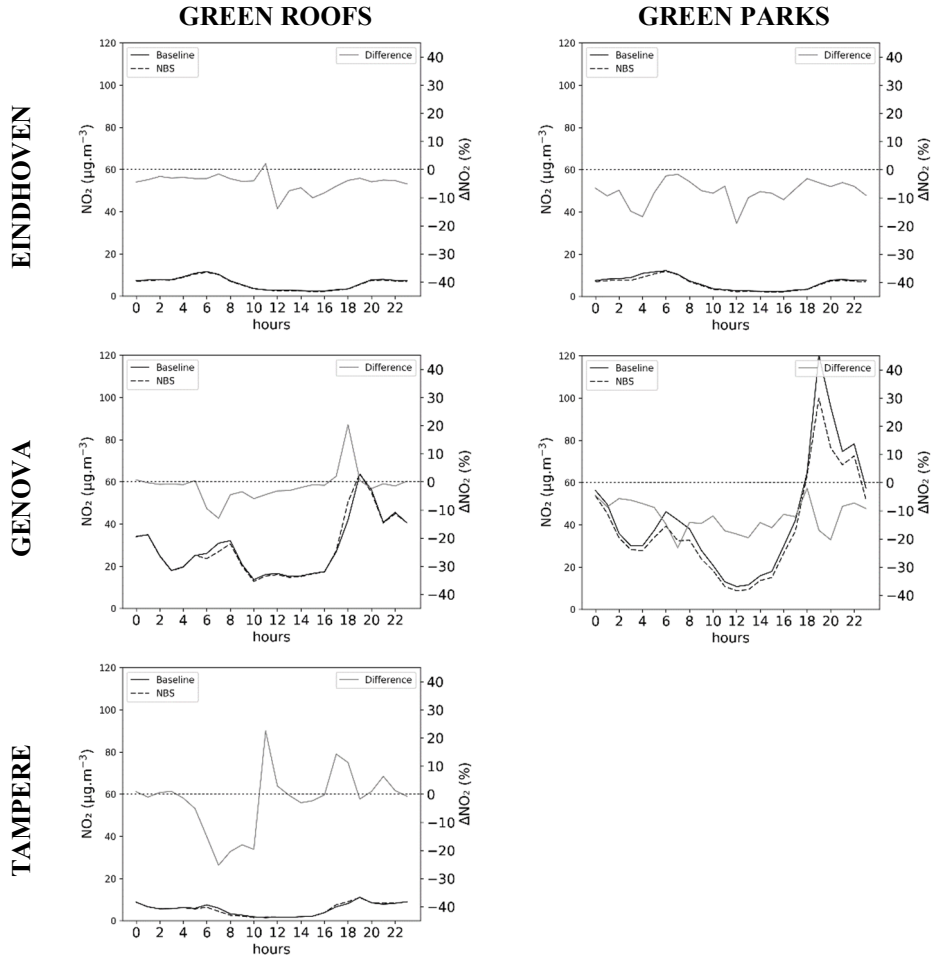 GREEN ROOFS
GREEN PARKS
EINDHOVEN
120
100
80
60
40
20
0
NO₂ (μg.m⁻³)
Baseline
NBS
Difference
40
30
20
10
0
−10
−20
−30
−40
ΔNO₂ (%)
0 2 4 6 8 10 12 14 16 18 20 22
hours
120
100
80
60
40
20
0
NO₂ (μg.m⁻³)
Baseline
NBS
Difference
40
30
20
10
0
−10
−20
−30
−40
ΔNO₂ (%)
0 2 4 6 8 10 12 14 16 18 20 22
hours
GENOVA
120
100
80
60
40
20
0
NO₂ (μg.m⁻³)
Baseline
NBS
Difference
40
30
20
10
0
−10
−20
−30
−40
ΔNO₂ (%)
0 2 4 6 8 10 12 14 16 18 20 22
hours
120
100
80
60
40
20
0
NO₂ (μg.m⁻³)
Baseline
NBS
Difference
40
30
20
10
0
−10
−20
−30
−40
ΔNO₂ (%)
0 2 4 6 8 10 12 14 16 18 20 22
hours
TAMPERE
120
100
80
60
40
20
0
NO₂ (μg.m⁻³)
Baseline
NBS
Difference
40
30
20
10
0
−10
−20
−30
−40
ΔNO₂ (%)
0 2 4 6 8 10 12 14 16 18 20 22
hours